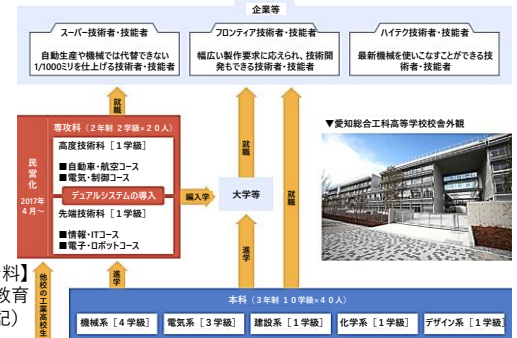 企業等
スーパー技術者・技能者
自動生産や機械では代替できない
1/1000ミリを仕上げる技術者・技能者
フロンティア技術者・技能者
幅広い製作要求に応えられ、技術開
発もできる技術者・技能者
ハイテク技術者・技能者
最新機械を使いこなすことができる技
術者・技能者
就職
就職
就職
民営化
2017年
4月～
専攻科（2年制 2学級×20人）
高度技術科［1学級］
■自動車・航空コース
■電気・制御コース
デュアルシステムの導入
先端技術科［1学級］
■情報・ITコース
■電子・ロボットコース
編入学
大学等
▼愛知総合工科高等学校校舎外観
料】
教育
記）
他校の工業高校生
進学
進学
本科（3年制 10学級×40人）
機械系［4学級］
電気系［3学級］
建設系［1学級］
化学系［1学級］
デザイン系［1学級］